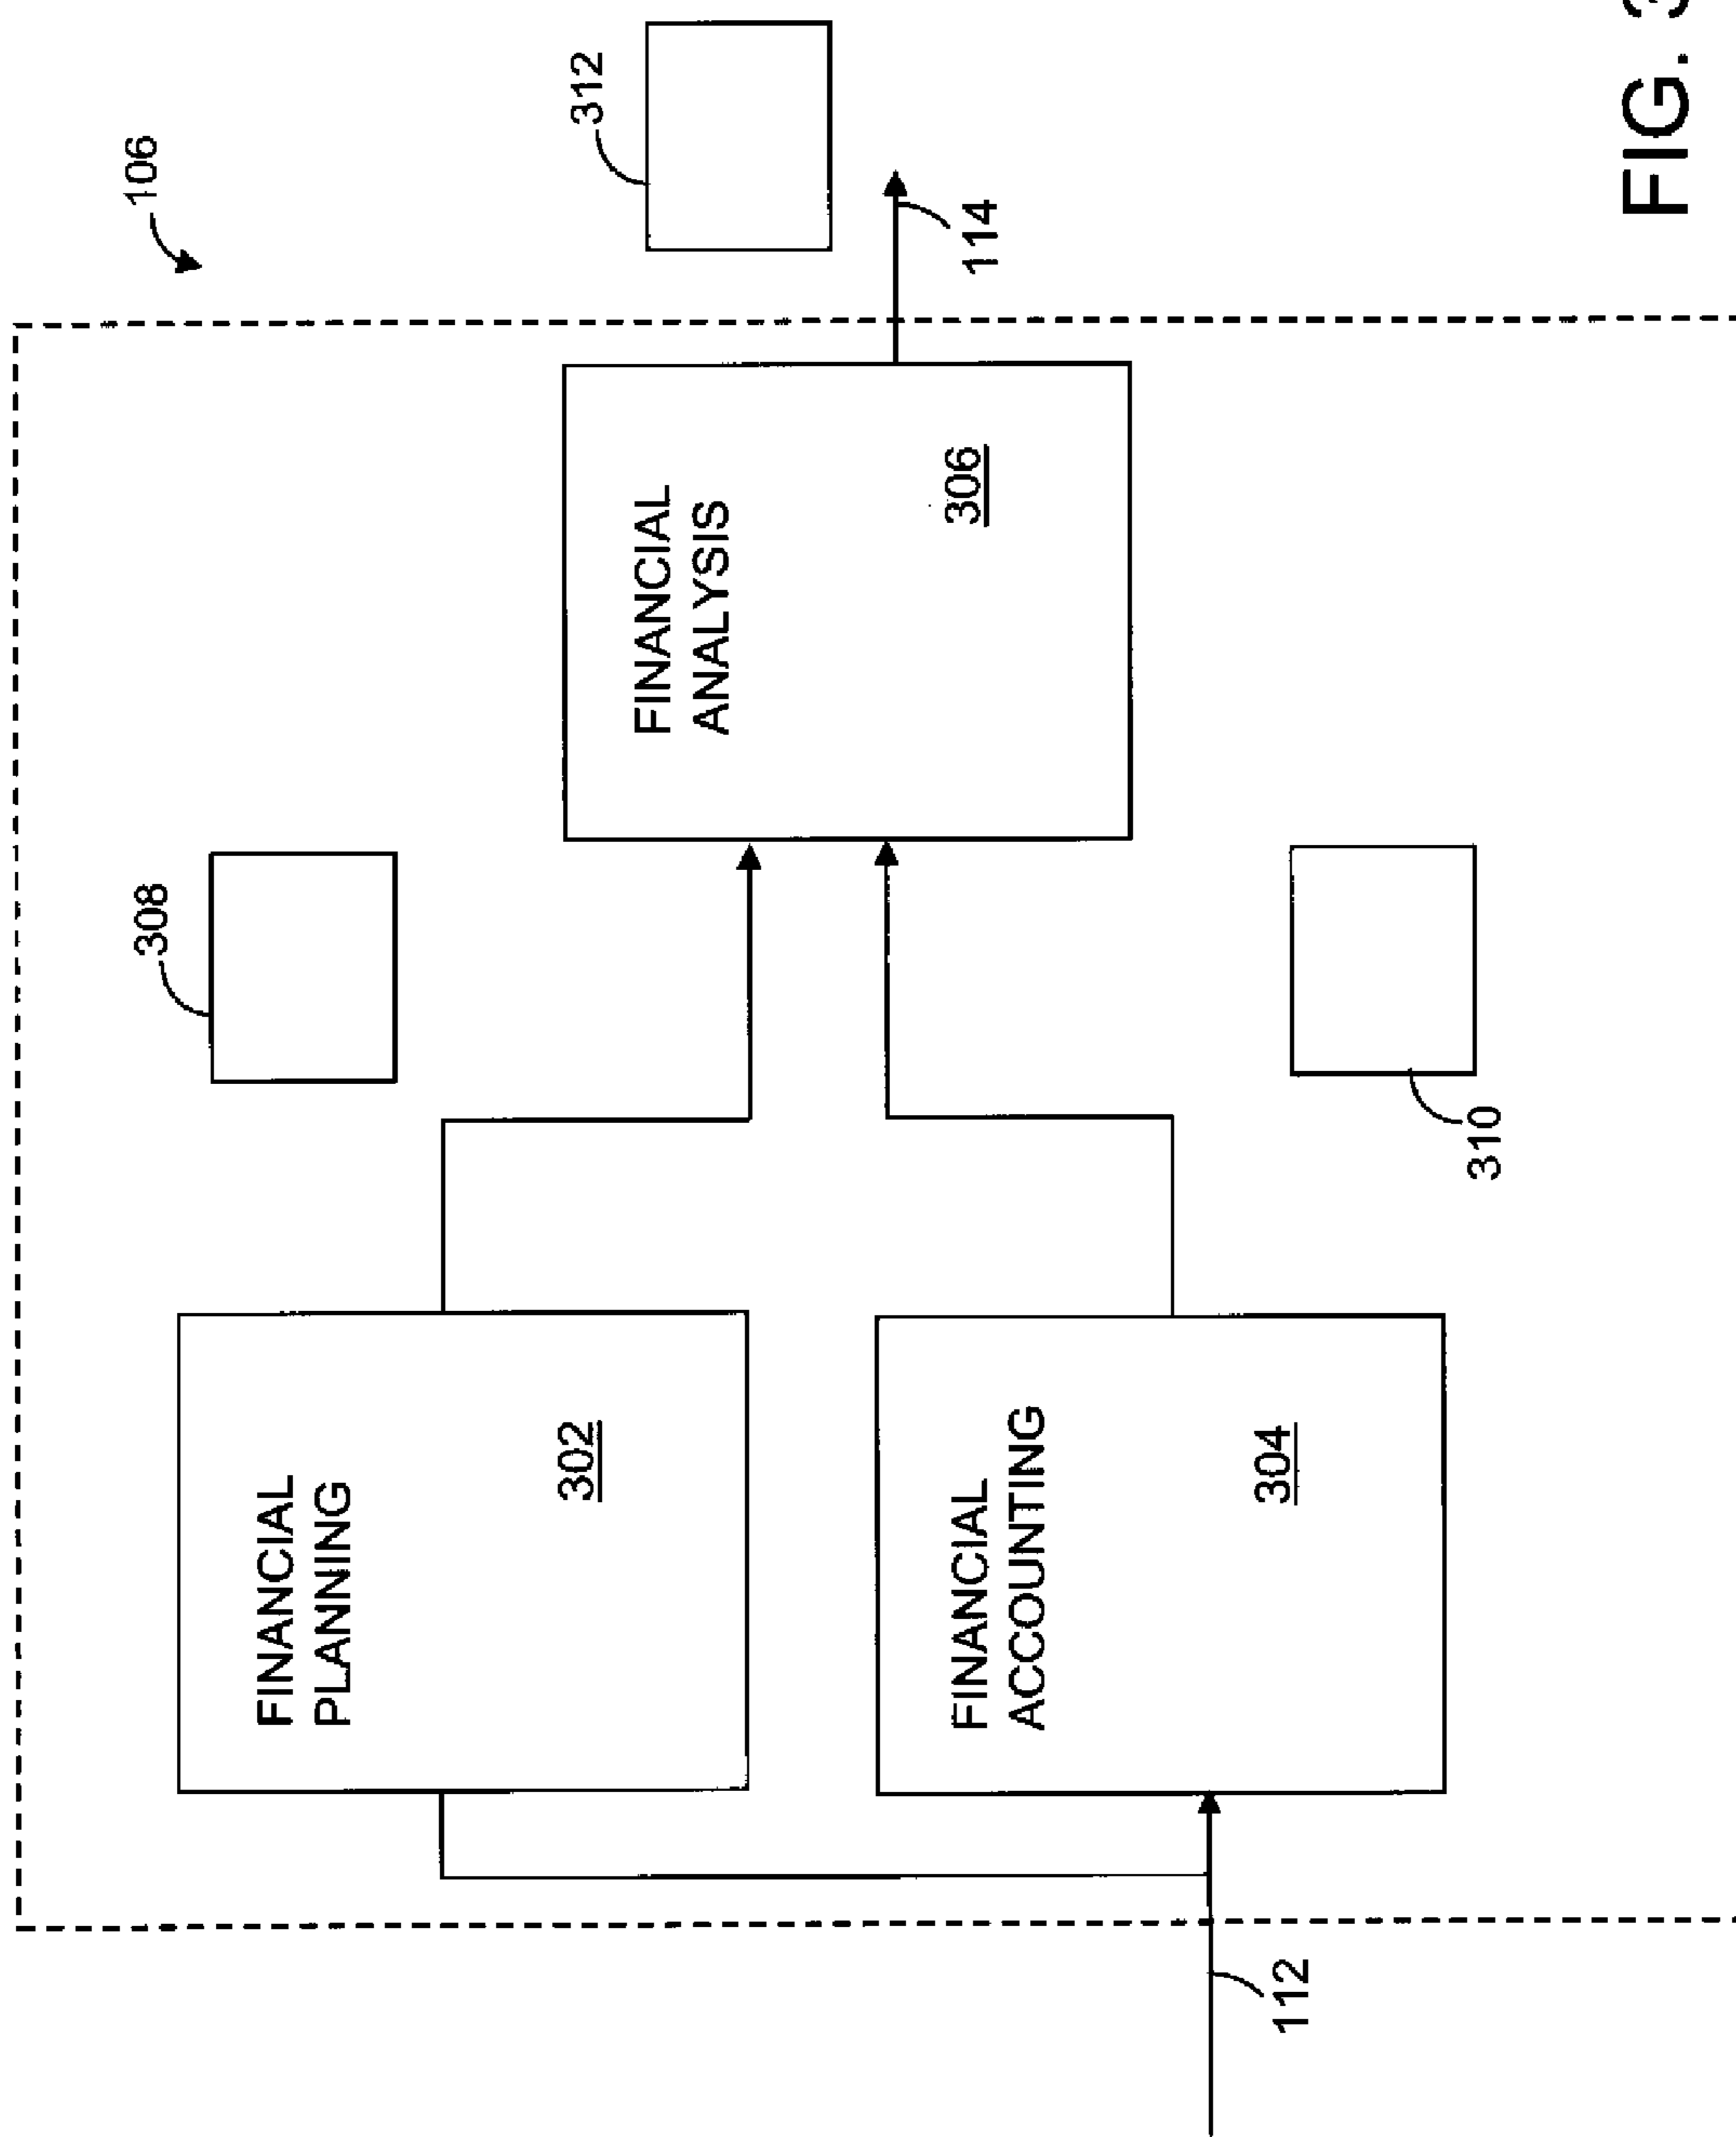 106
308
312
FINANCIAL
PLANNING
302
FINANCIAL
ANALYSIS
306
114
FINANCIAL
ACCOUNTING
304
112
310
FIG. 3